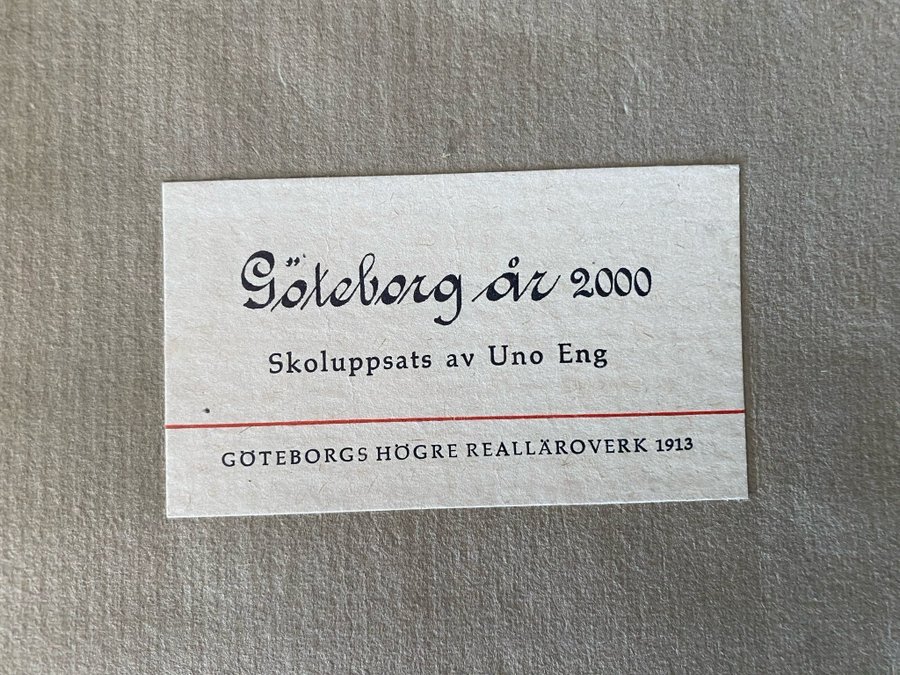 Göteborg år 2000
Skoluppsats av Uno Eng
GÖTEBORGS HÖGRE REALLÄROVERK 1913